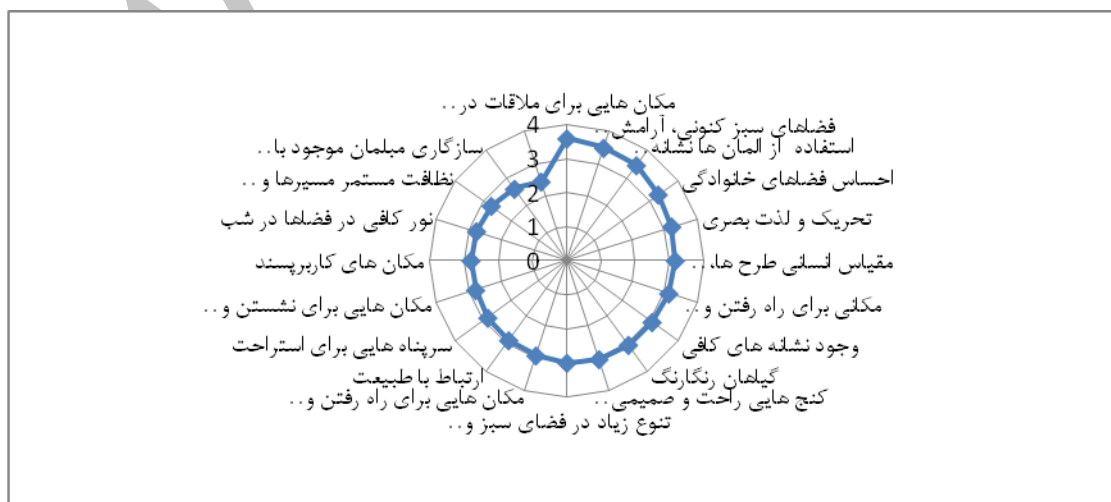 مکان هایی برای ملاقات در..
فضاهای سبز کنونی، آرامش..
استفاده از المان ها نشانه..
احساس فضاهای خانوادگی
تحریک و لذت بصری
مقیاس انسانی طرح ها،..
مکانی برای راه رفتن و..
وجود نشانه های کافی
گیاهان رنگارنگ
کنج هایی راحت و صمیمی..
تنوع زیاد در فضای سبز و..
مکان هایی برای راه رفتن و..
ارتباط با طبیعت
سرپناه هایی برای استراحت
مکان هایی برای نشستن و..
مکان های کاربرپسند
نور کافی در فضاها در شب
نظافت مستمر مسیرها و..
سازگاری مبلمان موجود با..
4
3
2
1
0